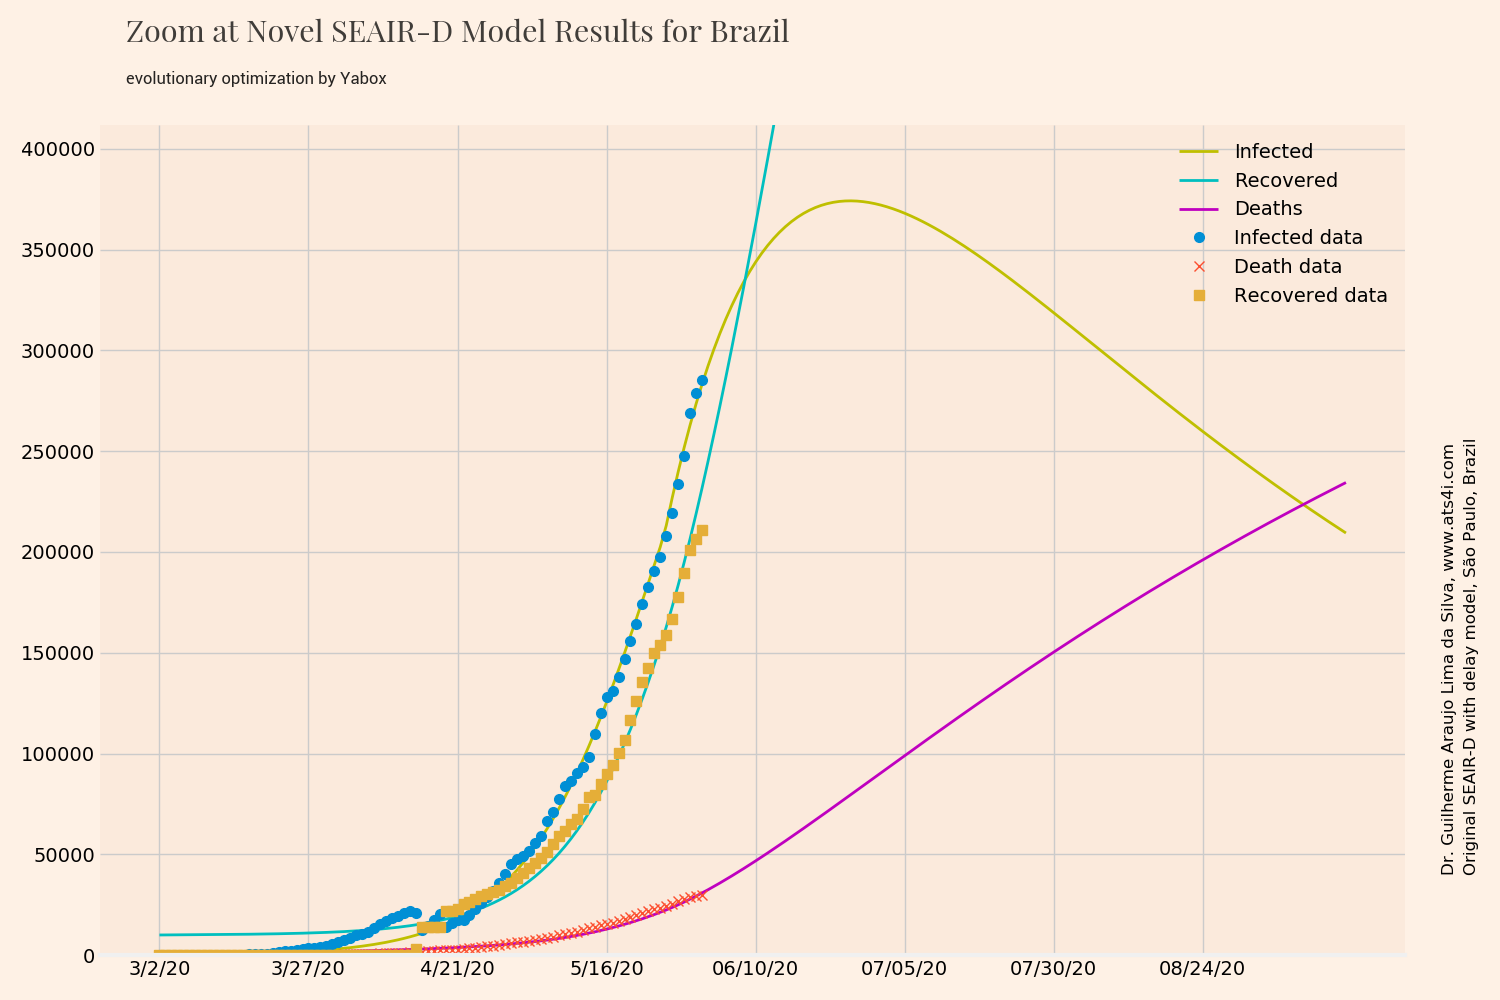 Zoom at Novel SEAIR-D Model Results for Brazil
evolutionary optimization by Yabox
400000
350000
300000
250000
200000
150000
100000
50000
0
3/2/20
3/27/20
4/21/20
5/16/20
06/10/20
07/05/20
07/30/20
08/24/20
Infected
Recovered
Deaths
Infected data
Death data
Recovered data
Dr. Guilherme Araujo Lima da Silva, www.ats4i.com
Original SEAIR-D with delay model, São Paulo, Brazil